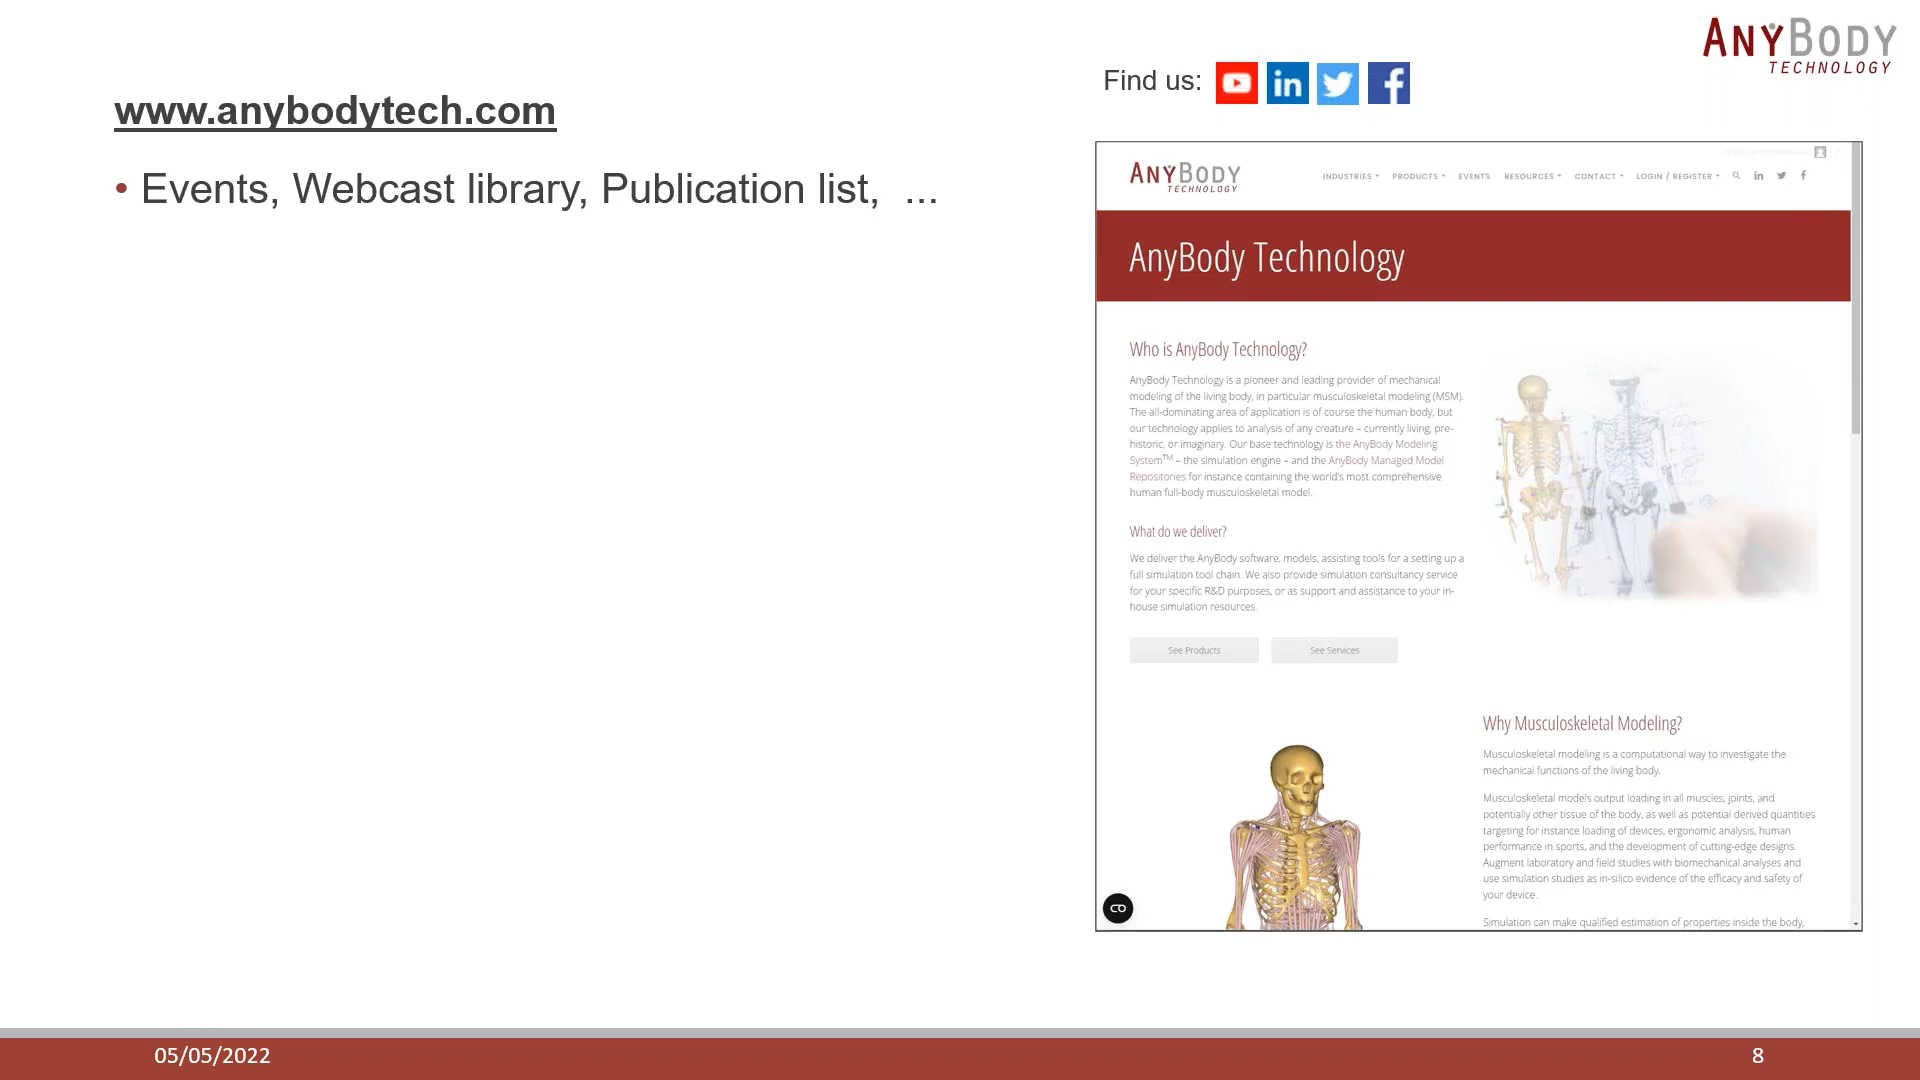 ANYBODY
TECHNOLOGY
Find us:
www.anybodytech.com
• Events, Webcast library, Publication list, ...
ANYBODY
TECHNOLOGY
INDUSTRIES PRODUCTS EVENTS RESOURCES CONTACT LOGIN / REGISTER
AnyBody Technology
Who is AnyBody Technology?
AnyBody Technology is a pioneer and leading provider of mechanical
modeling of the living body, in particular musculoskeletal modeling (MSM).
The all-dominating area of application is of course the human body, but
our technology applies to analysis of any creature – currently living, pre-
historic, or imaginary. Our base technology is the AnyBody Modeling
System™ – the simulation engine – and the AnyBody Managed Model
Repositories for instance containing the world's most comprehensive
human full-body musculoskeletal model.
What do we deliver?
We deliver the AnyBody software, models, assisting tools for a setting up a
full simulation tool chain. We also provide simulation consultancy service
for your specific R&D purposes, or as support and assistance to your in-
house simulation resources.
See Products See Services
Why Musculoskeletal Modeling?
Musculoskeletal modeling is a computational way to investigate the
mechanical functions of the living body.
Musculoskeletal models output loading in all muscles, joints, and
potentially other tissue of the body, as well as potential derived quantities
targeting for instance loading of devices, ergonomic analysis, human
performance in sports, and the development of cutting-edge designs.
Augment laboratory and field studies with biomechanical analyses and
use simulation studies as in-silico evidence of the efficacy and safety of
your device.
Simulation can make qualified estimation of properties inside the body,
05/05/2022
8